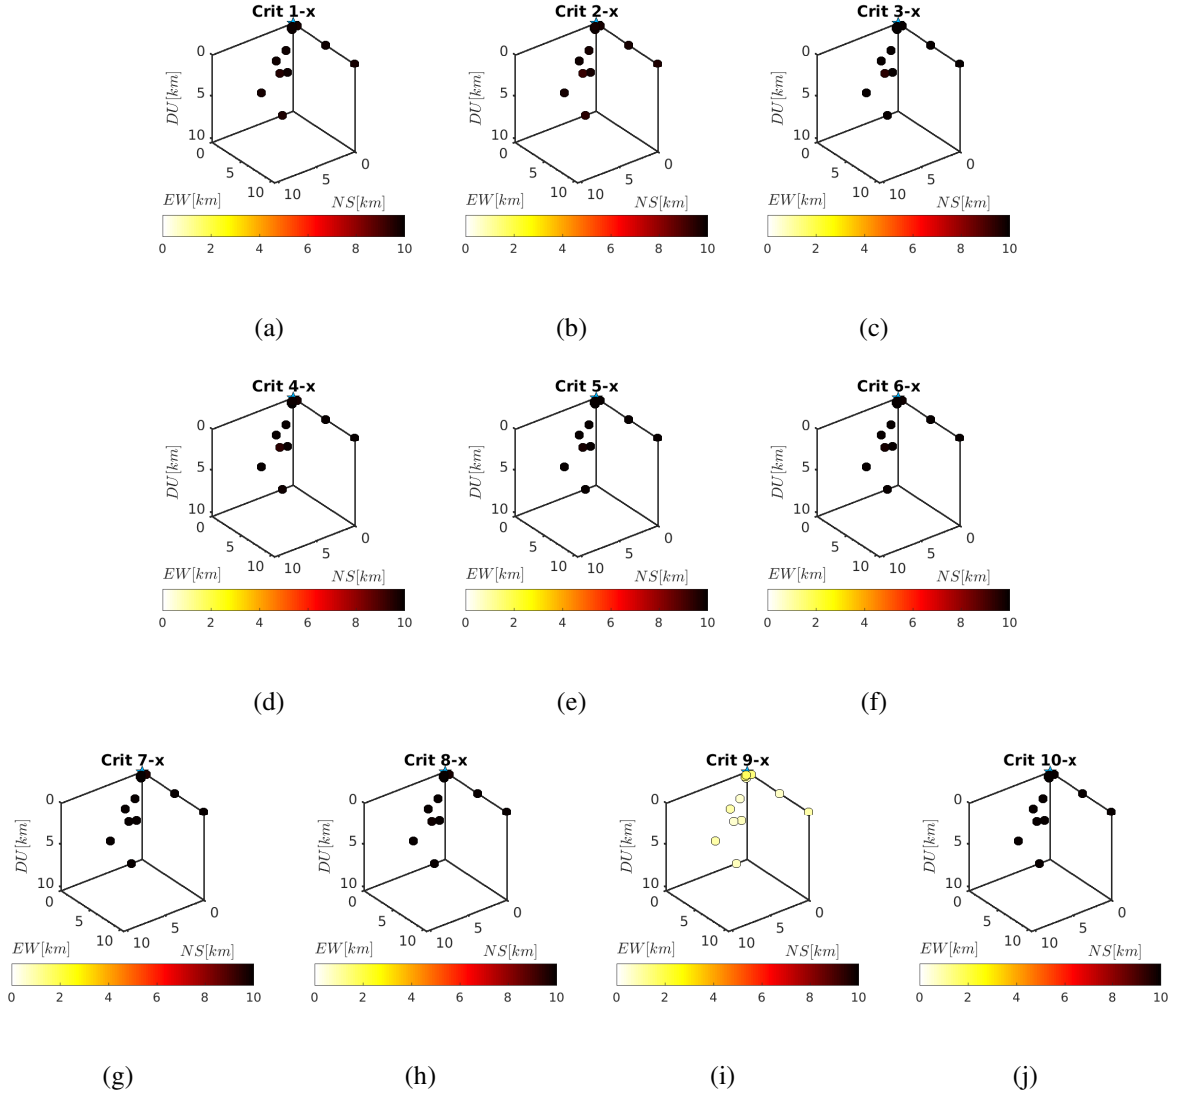 Crit 1-x
0
5
10
DU[km]
0
5
10
10
5
0
EW[km]
NS[km]
0 2 4 6 8 10
(a)
Crit 2-x
0
5
10
DU[km]
0
5
10
10
5
0
EW[km]
NS[km]
0 2 4 6 8 10
(b)
Crit 3-x
0
5
10
DU[km]
0
5
10
10
5
0
EW[km]
NS[km]
0 2 4 6 8 10
(c)
Crit 4-x
0
5
10
DU[km]
0
5
10
10
5
0
EW[km]
NS[km]
0 2 4 6 8 10
(d)
Crit 5-x
0
5
10
DU[km]
0
5
10
10
5
0
EW[km]
NS[km]
0 2 4 6 8 10
(e)
Crit 6-x
0
5
10
DU[km]
0
5
10
10
5
0
EW[km]
NS[km]
0 2 4 6 8 10
(f)
Crit 7-x
0
5
10
DU[km]
0
5
10
10
5
0
EW[km]
NS[km]
0 2 4 6 8 10
(g)
Crit 8-x
0
5
10
DU[km]
0
5
10
10
5
0
EW[km]
NS[km]
0 2 4 6 8 10
(h)
Crit 9-x
0
5
10
DU[km]
0
5
10
10
5
0
EW[km]
NS[km]
0 2 4 6 8 10
(i)
Crit 10-x
0
5
10
DU[km]
0
5
10
10
5
0
EW[km]
NS[km]
0 2 4 6 8 10
(j)